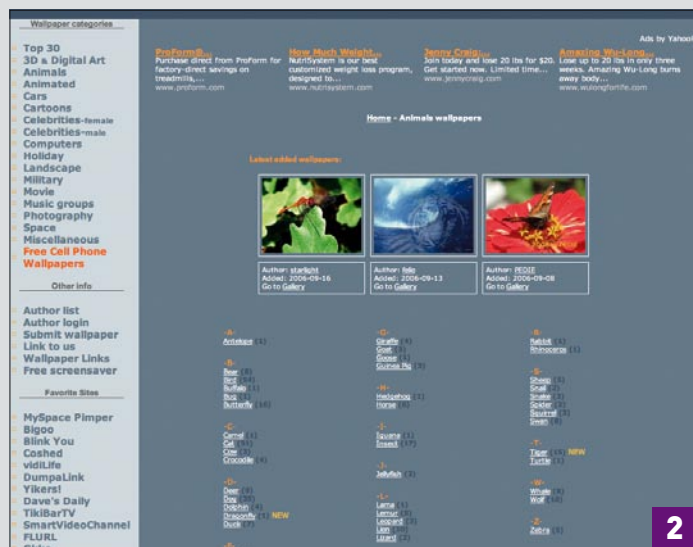 Wallpaper categories
Top 30
3D & Digital Art
Animals
Animated
Cars
Cartoons
Celebrities-female
Celebrities-male
Computers
Holiday
Landscape
Military
Movie
Music groups
Photography
Space
Miscellaneous
Free Cell Phone
Wallpapers
Other info
Author list
Author login
Submit wallpaper
Link to us
Wallpaper Links
Free screensaver
Favorite Sites
MySpace Pimper
Bigoo
Blink You
Coshed
vidiLife
DumpaLink
Yikers!
Dave's Daily
TikiBarTV
SmartVideoChannel
FLURL
Ads by Yahoo!
ProForm®...
Purchase direct from ProForm for
factory-direct savings on
treadmills,...
www.proform.com
How Much Weight...
NutriSystem is our best
customized weight loss program,
designed to...
www.nutrisystem.com
Jenny Craig:...
Join today and lose 20 lbs for $20.
Get started now. Limited time...
www.jennycraig.com
Amazing Wu-Long...
Lose up to 20 lbs in only three
weeks. Amazing Wu-Long burns
away body...
www.wulongforlife.com
Home - Animals wallpapers
Latest added wallpapers:
Author: starlight
Added: 2006-09-16
Go to Gallery
Author: felio
Added: 2006-09-13
Go to Gallery
Author: PEDIE
Added: 2006-09-08
Go to Gallery
-A-
Antelope
-B-
Bear
Bird
Buffalo
Bug
Butterfly
-C-
Camel
Cat
Cow
Crocodile
-D-
Deer
Dog
Dolphin
Dragonfly NEW
Duck
-G-
Giraffe
Goat
Goose
Guinea Pig
-H-
Hedgehog
Horse
-I-
Iguana
Insect
-J-
Jellyfish
-L-
Lama
Lemur
Leopard
Lion
Lizard
-R-
Rabbit
Rhinoceros
-S-
Sheep
Snail
Snake
Spider
Squirrel
Swan
-T-
Tiger NEW
Turtle
-W-
Whale
Wolf
-Z-
Zebra
2